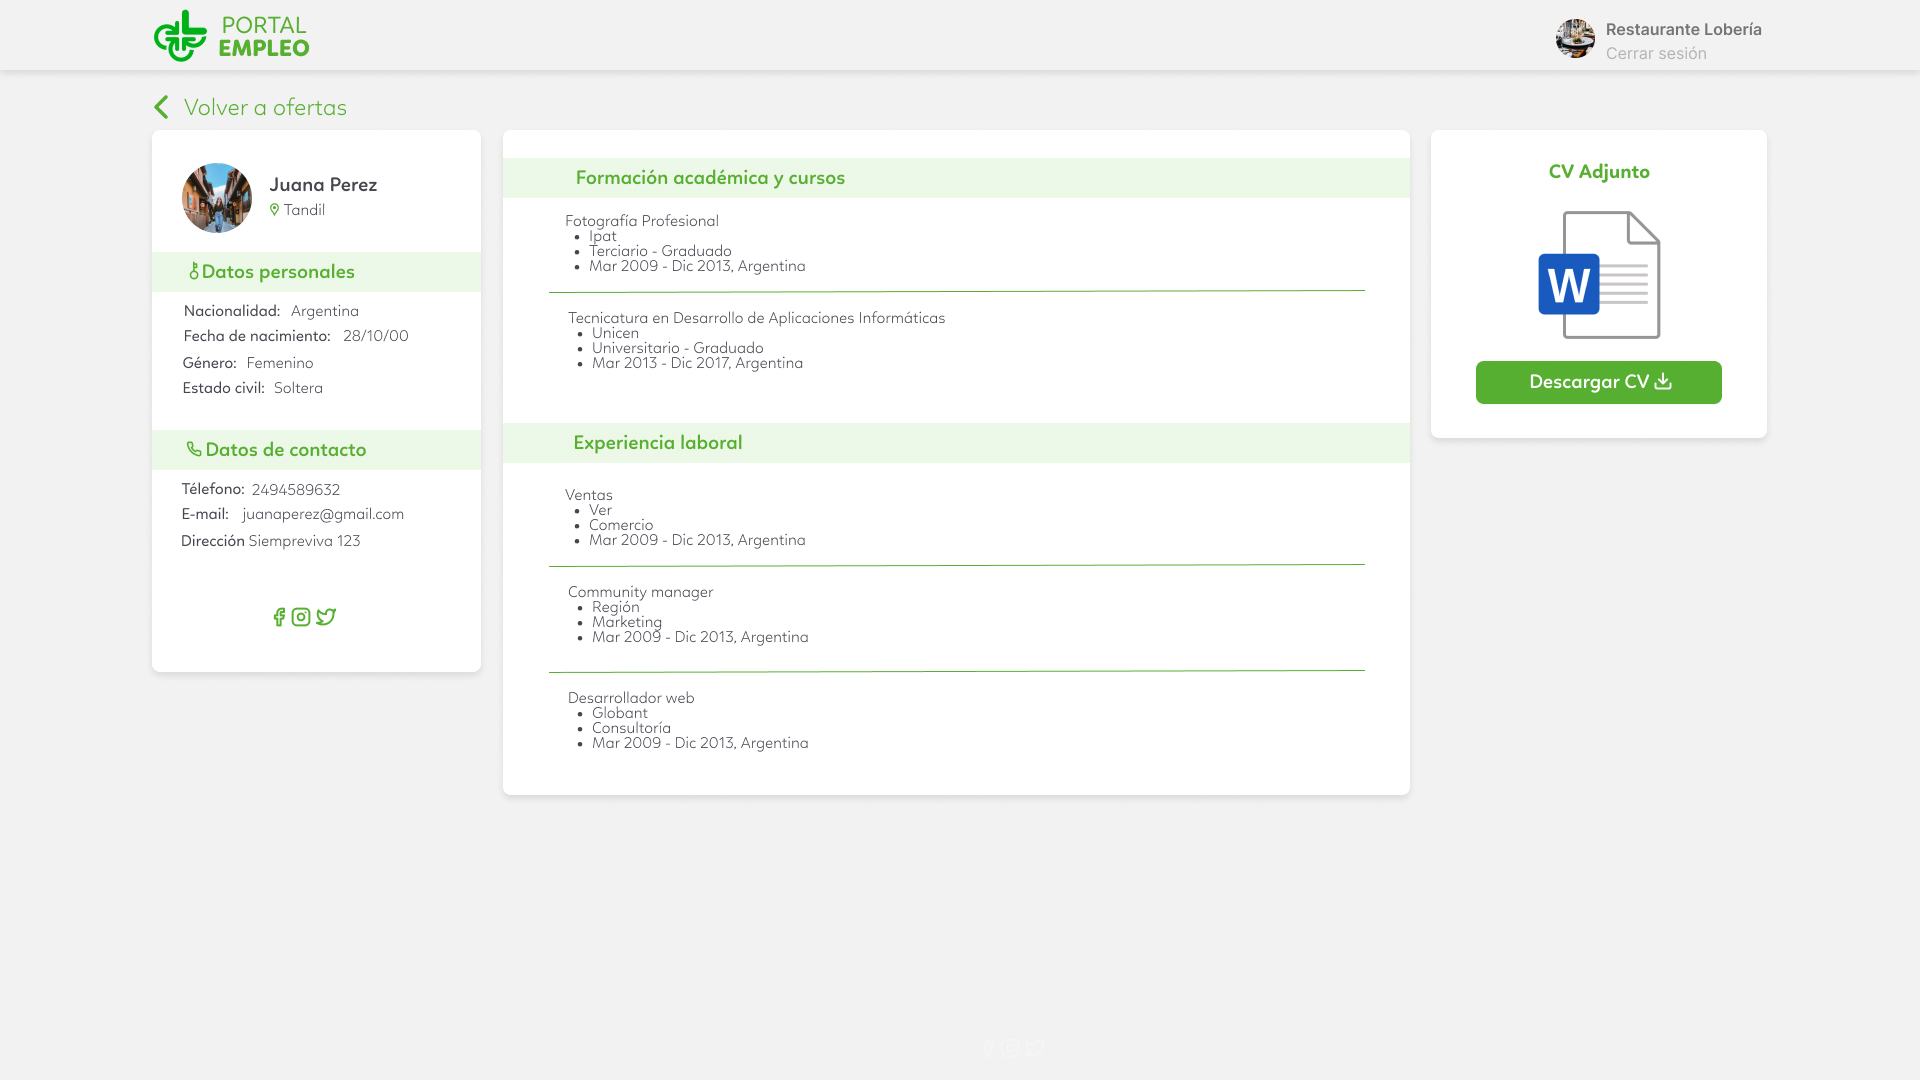 PORTAL
EMPLEO
Restaurante Lobería
Cerrar sesión
Volver a ofertas
Juana Perez
Tandil
Datos personales
Nacionalidad: Argentina
Fecha de nacimiento: 28/10/00
Género: Femenino
Estado civil: Soltera
Datos de contacto
Télefono: 2494589632
E-mail: juanaperez@gmail.com
Dirección Siempreviva 123
Formación académica y cursos
Fotografía Profesional
• Ipat
• Terciario - Graduado
• Mar 2009 - Dic 2013, Argentina
Tecnicatura en Desarrollo de Aplicaciones Informáticas
• Unicen
• Universitario - Graduado
• Mar 2013 - Dic 2017, Argentina
Experiencia laboral
Ventas
• Ver
• Comercio
• Mar 2009 - Dic 2013, Argentina
Community manager
• Región
• Marketing
• Mar 2009 - Dic 2013, Argentina
Desarrollador web
• Globant
• Consultoría
• Mar 2009 - Dic 2013, Argentina
CV Adjunto
W
Descargar CV